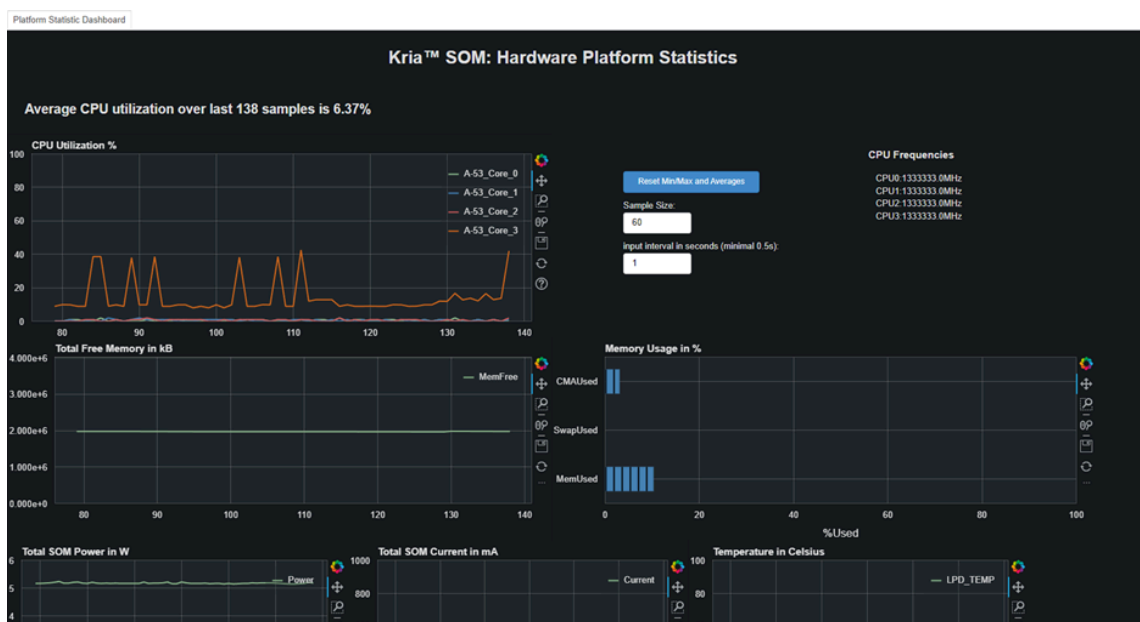 Platform Statistic Dashboard
Kria™ SOM: Hardware Platform Statistics
Average CPU utilization over last 138 samples is 6.37%
CPU Utilization %
100
80
60
40
20
0
80 90 100 110 120 130 140
A-53_Core_0
A-53_Core_1
A-53_Core_2
A-53_Core_3
Reset Min/Max and Averages
Sample Size:
60
input interval in seconds (minimal 0.5s):
1
CPU Frequencies
CPU0:1333333.0MHz
CPU1:1333333.0MHz
CPU2:1333333.0MHz
CPU3:1333333.0MHz
Total Free Memory in kB
4.000e+6
3.000e+6
2.000e+6
1.000e+6
0.000e+0
80 90 100 110 120 130 140
MemFree
Memory Usage in %
CMAUsed
SwapUsed
MemUsed
0 20 40 60 80 100
%Used
Total SOM Power in W
6
5
4
Power
Total SOM Current in mA
1000
800
Current
Temperature in Celsius
100
80
LPD_TEMP